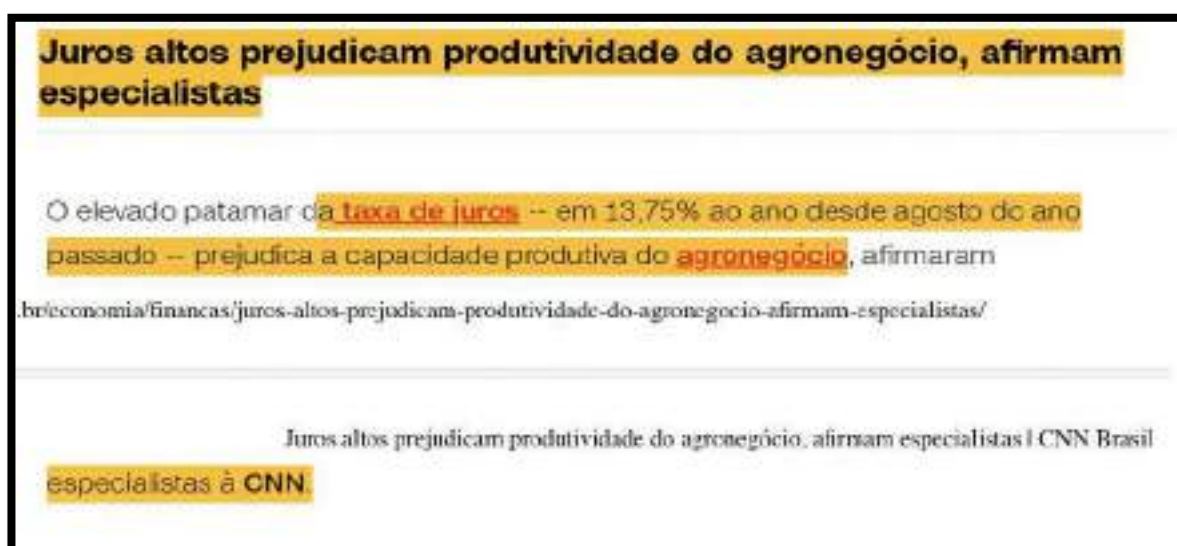 Juros altos prejudicam produtividade do agronegócio, afirmam
especialistas
O elevado patamar da taxa de juros -- em 13,75% ao ano desde agosto do ano
passado -- prejudica a capacidade produtiva do agronegócio, afirmaram
.br/economia/financas/juros-altos-prejudicam-produtividade-do-agronegocio-afirmam-especialistas/
Juros altos prejudicam produtividade do agronegócio, afirmam especialistas | CNN Brasil
especialistas à CNN.